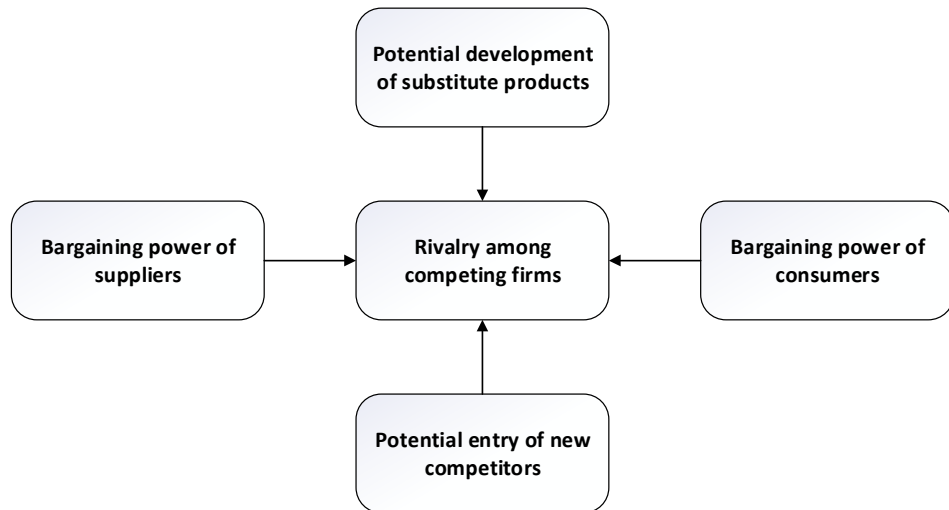 Potential development
of substitute products
Bargaining power of
suppliers
Rivalry among
competing firms
Bargaining power of
consumers
Potential entry of new
competitors